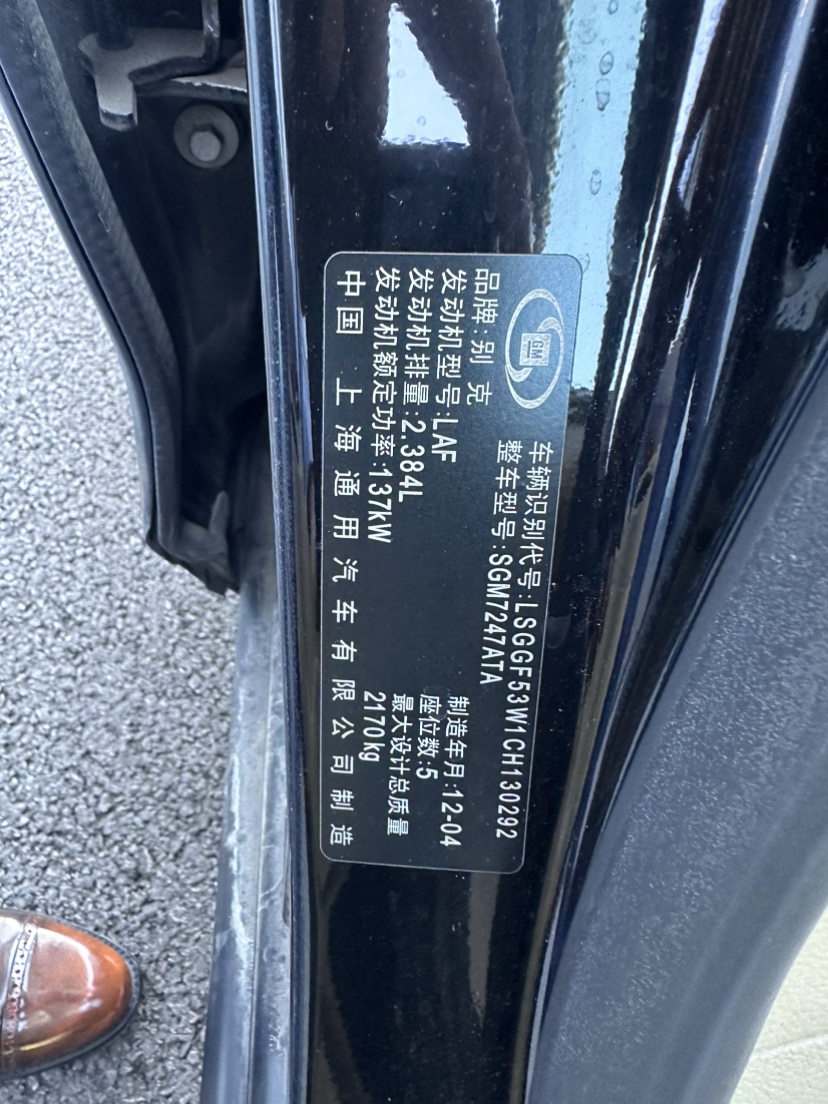 GM
车辆识别代号:LSGGF53W1CH130292
整车型号:SGM7247ATA
品牌:别克
发动机型号:LAF
制造年月:12-04
发动机排量:2.384L
座位数:5
发动机额定功率:137kW
最大设计总质量
2170kg
中国 上海通用汽车有限公司制造